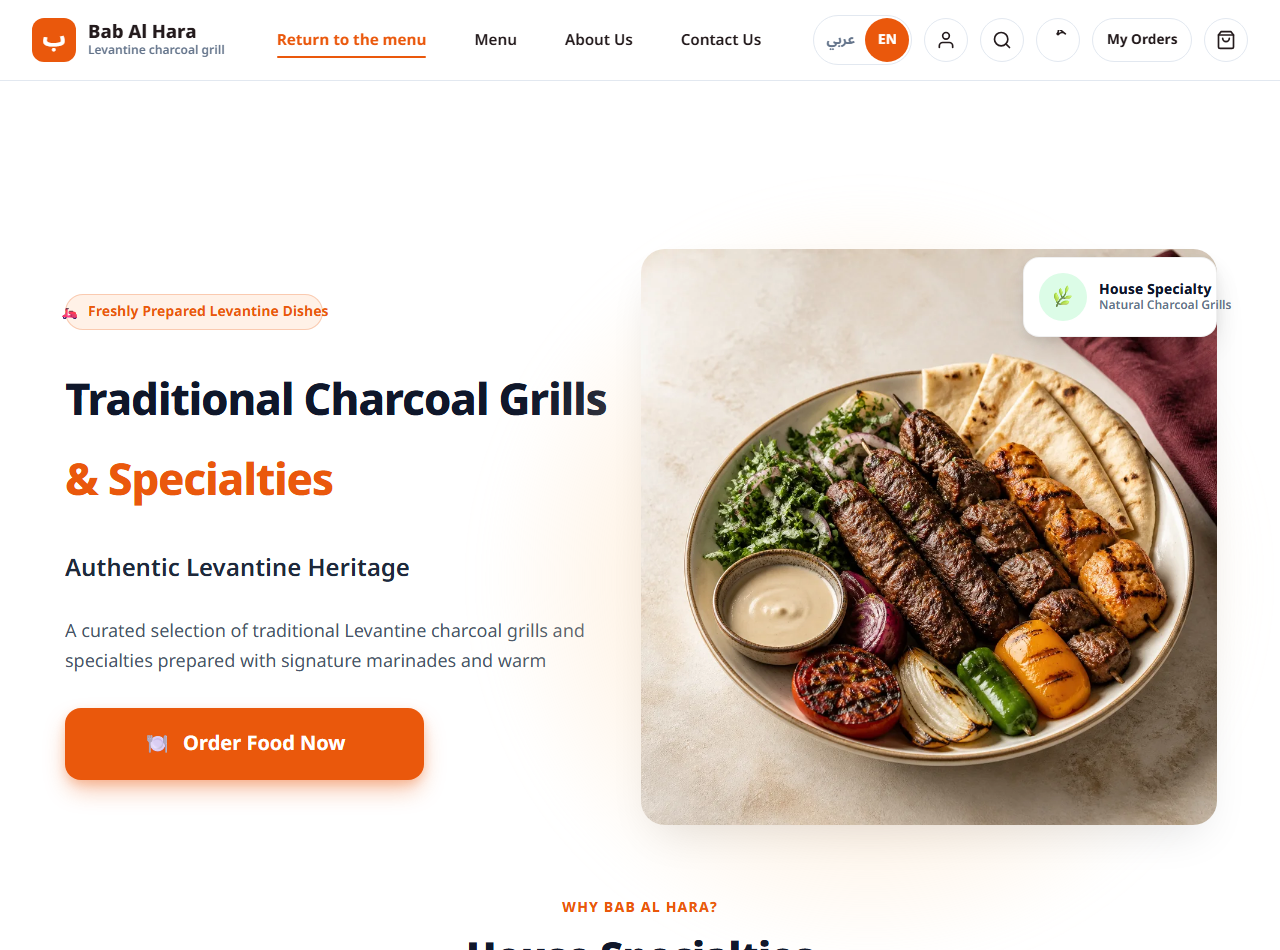 ب
Bab Al Hara
Levantine charcoal grill
Return to the menu
Menu
About Us
Contact Us
عربي
EN
My Orders
Freshly Prepared Levantine Dishes
House Specialty
Natural Charcoal Grills
Traditional Charcoal Grills
& Specialties
Authentic Levantine Heritage
A curated selection of traditional Levantine charcoal grills and
specialties prepared with signature marinades and warm
Order Food Now
WHY BAB AL HARA?
House Specialties